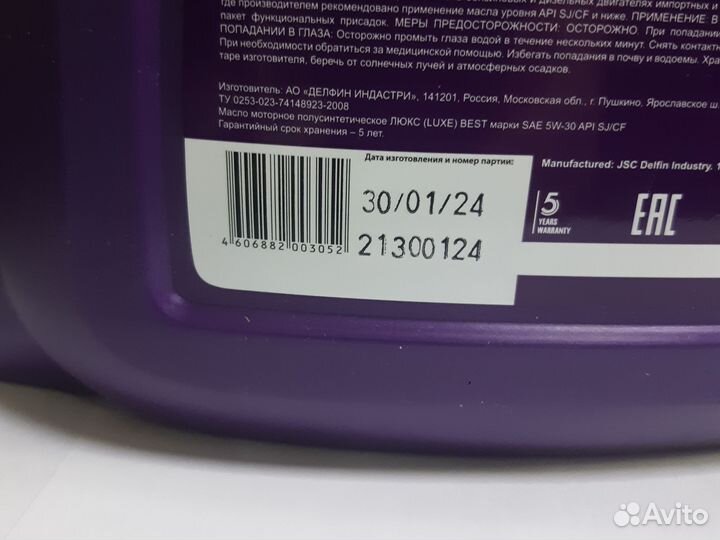 где производителем рекомендовано применение масла уровня API SJ/CF и ниже. ПРИМЕНЕНИЕ В
пакет функциональных присадок. МЕРЫ ПРЕДОСТОРОЖНОСТИ: ОСТОРОЖНО. При попадании
ПОПАДАНИИ В ГЛАЗА: Осторожно промыть глаза водой в течение нескольких минут. Снять контактн
При необходимости обратиться за медицинской помощью. Избегать попадания в почву и водоемы. Хра
таре изготовителя, беречь от солнечных лучей и атмосферных осадков.
Изготовитель: АО «ДЕЛФИН ИНДАСТРИ», 141201, Россия, Московская обл., г. Пушкино, Ярославское ш.
ТУ 0253-023-74148923-2008
Масло моторное полусинтетическое ЛЮКС (LUXE) BEST марки SAE 5W-30 API SJ/CF
Гарантийный срок хранения – 5 лет.
Дата изготовления и номер партии:
Manufactured: JSC Delfin Industry. 1
30/01/24
21300124
4 606882 003052
5
YEARS
WARRANTY
EAC
Avito